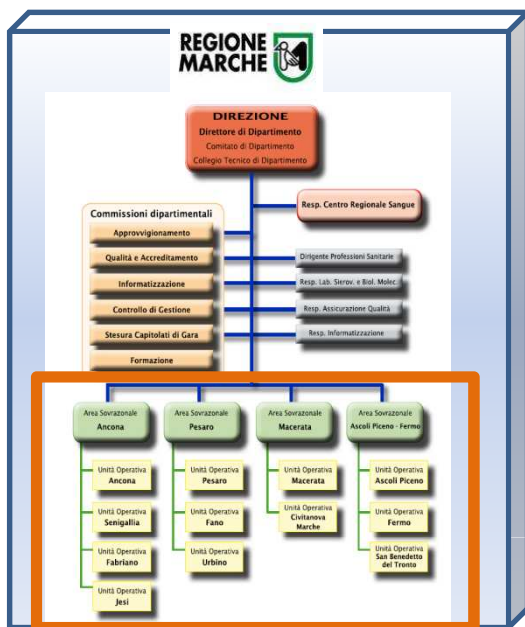 REGIONE
MARCHE
DIREZIONE
Direttore di Dipartimento
Comitato di Dipartimento
Collegio Tecnico di Dipartimento
Resp. Centro Regionale Sangue
Commissioni dipartimentali
Approvvigionamento
Qualità e Accreditamento
Informatizzazione
Controllo di Gestione
Stesura Capitolati di Gara
Formazione
Dirigente Professioni Sanitarie
Resp. Lab. Sierov. e Biol. Molec
Resp. Assicurazione Qualità
Resp. Informatizzazione
Area Sovrazonale
Ancona
Unità Operativa
Ancona
Unità Operativa
Senigallia
Unità Operativa
Fabriano
Unità Operativa
Jesi
Area Sovrazonale
Pesaro
Unità Operativa
Pesaro
Unità Operativa
Fano
Unità Operativa
Urbino
Area Sovrazonale
Macerata
Unità Operativa
Macerata
Unità Operativa
Civitanova
Marche
Area Sovrazonale
Ascoli Piceno - Fermo
Unità Operativa
Ascoli Piceno
Unità Operativa
Fermo
Unità Operativa
San Benedetto
del Tronto